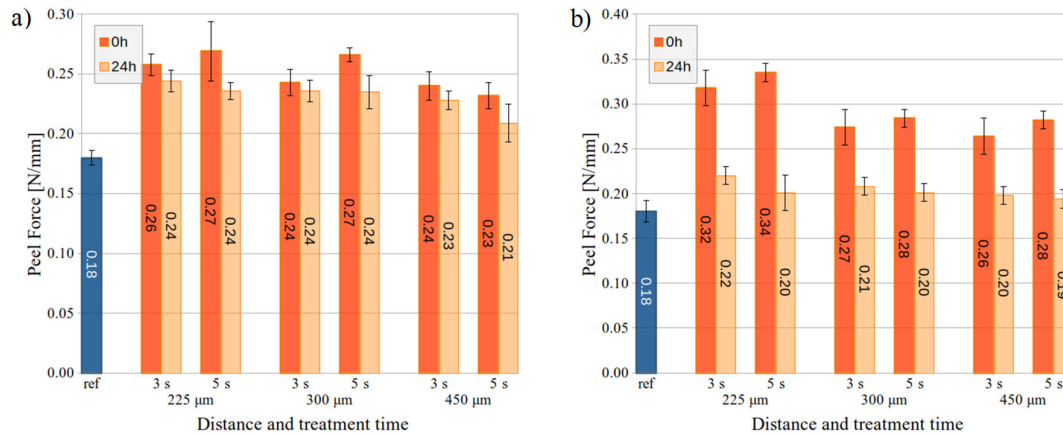 a)
0.30
0.25
0.20
0.15
0.10
0.05
0.00
Peel Force [N/mm]
0h
24h
0.18
0.26
0.24
0.27
0.24
0.24
0.24
0.27
0.24
0.24
0.23
0.23
0.21
ref
3 s 5 s 3 s 5 s 3 s 5 s
225 μm 300 μm 450 μm
Distance and treatment time
b)
0.40
0.35
0.30
0.25
0.20
0.15
0.10
0.05
0.00
Peel Force [N/mm]
0h
24h
0.18
0.32
0.22
0.34
0.20
0.27
0.21
0.28
0.20
0.26
0.20
0.28
0.19
ref
3 s 5 s 3 s 5 s 3 s 5 s
225 μm 300 μm 450 μm
Distance and treatment time